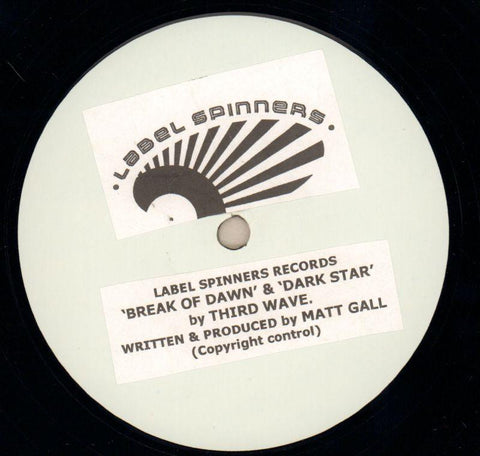 • LABEL SPINNERS •
LABEL SPINNERS RECORDS
‘BREAK OF DAWN’ & ‘DARK STAR’
by THIRD WAVE.
WRITTEN & PRODUCED by MATT GALL
(Copyright control)